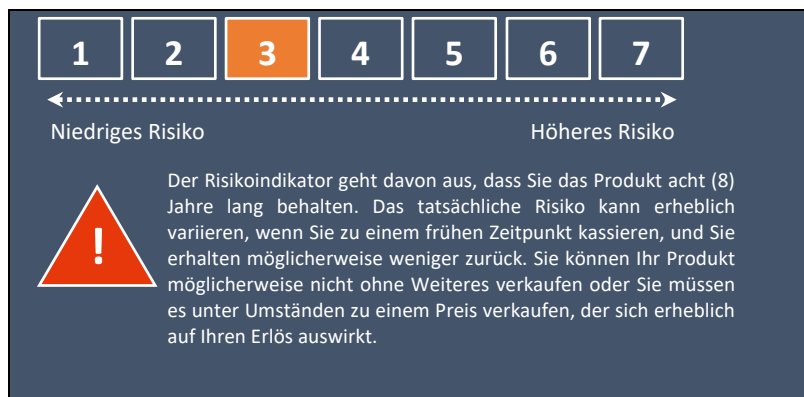 1 2 3 4 5 6 7
Niedriges Risiko Höheres Risiko
Der Risikoindikator geht davon aus, dass Sie das Produkt acht (8)
Jahre lang behalten. Das tatsächliche Risiko kann erheblich
variieren, wenn Sie zu einem frühen Zeitpunkt kassieren, und Sie
erhalten möglicherweise weniger zurück. Sie können Ihr Produkt
möglicherweise nicht ohne Weiteres verkaufen oder Sie müssen
es unter Umständen zu einem Preis verkaufen, der sich erheblich
auf Ihren Erlös auswirkt.
!